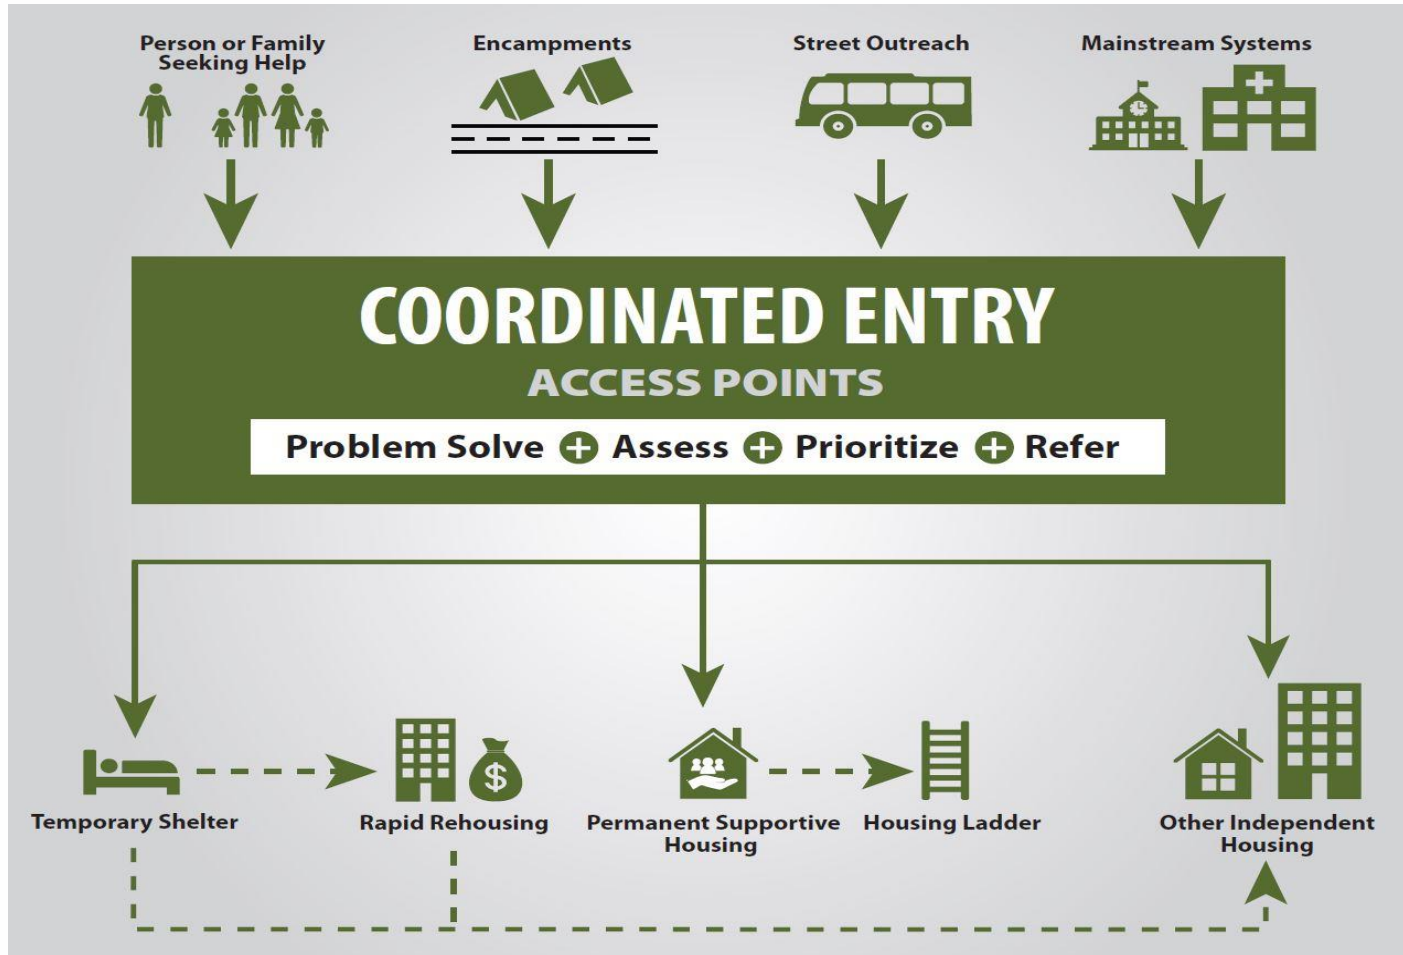 Person or Family
Seeking Help
Encampments
Street Outreach
Mainstream Systems
COORDINATED ENTRY
ACCESS POINTS
Problem Solve + Assess + Prioritize + Refer
$
Temporary Shelter
Rapid Rehousing
Permanent Supportive
Housing
Housing Ladder
Other Independent
Housing